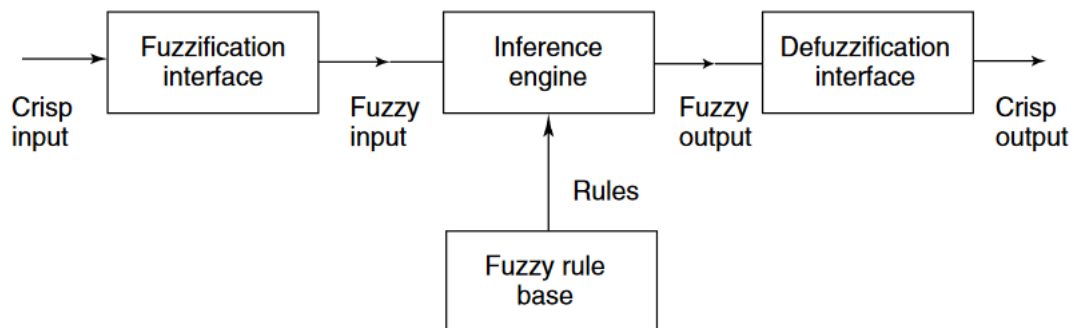 Fuzzification
interface
Inference
engine
Defuzzification
interface
Crisp
input
Fuzzy
input
Fuzzy
output
Crisp
output
Rules
Fuzzy rule
base